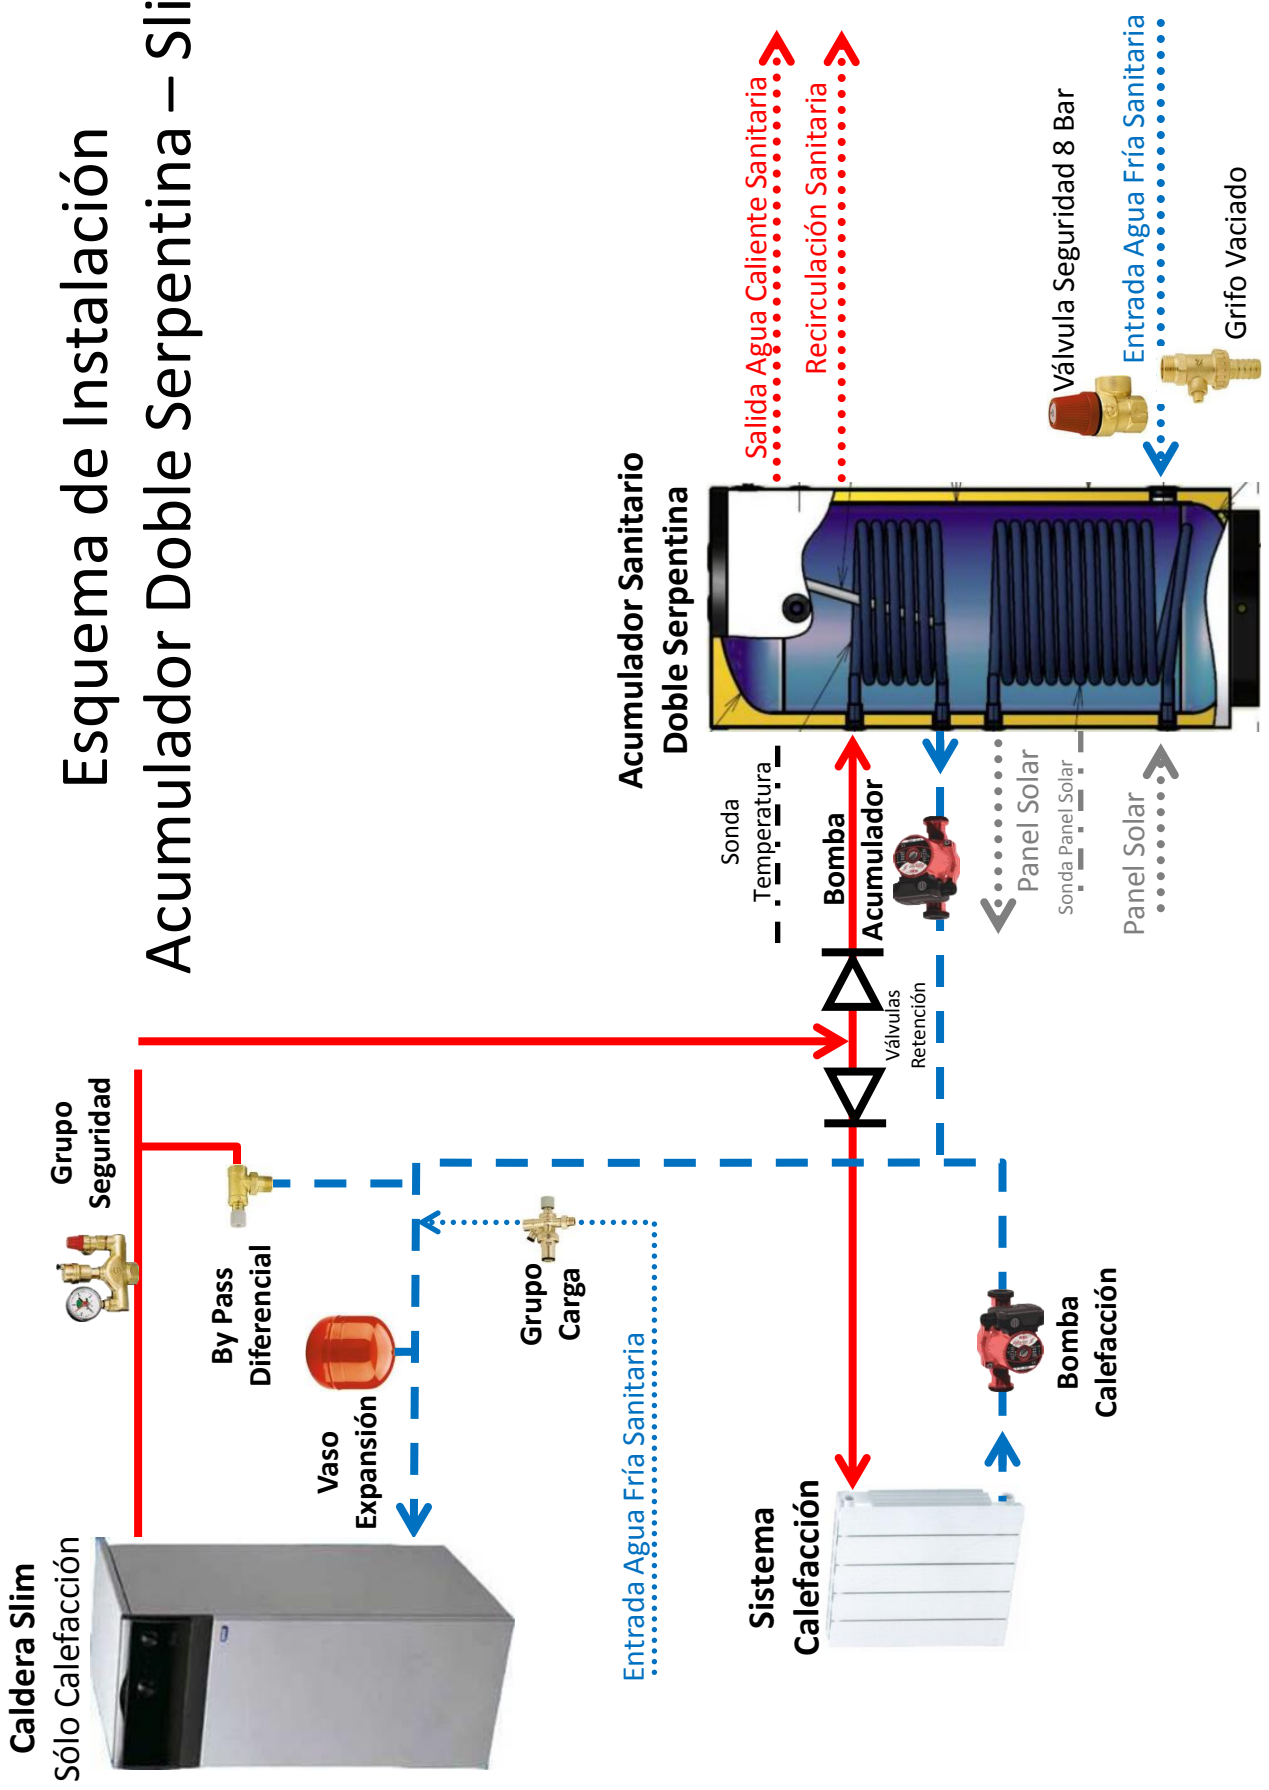 Esquema de Instalación
Acumulador Doble Serpentina – Sli
Caldera Slim
Sólo Calefacción
Grupo
Seguridad
By Pass
Diferencial
Vaso
Expansión
Grupo
Carga
Entrada Agua Fría Sanitaria
Sistema
Calefacción
Bomba
Calefacción
Válvulas
Retención
Sonda
Temperatura
Bomba
Acumulador
Panel Solar
Sonda Panel Solar
Panel Solar
Acumulador Sanitario
Doble Serpentina
Salida Agua Caliente Sanitaria
Recirculación Sanitaria
Válvula Seguridad 8 Bar
Entrada Agua Fría Sanitaria
Grifo Vaciado